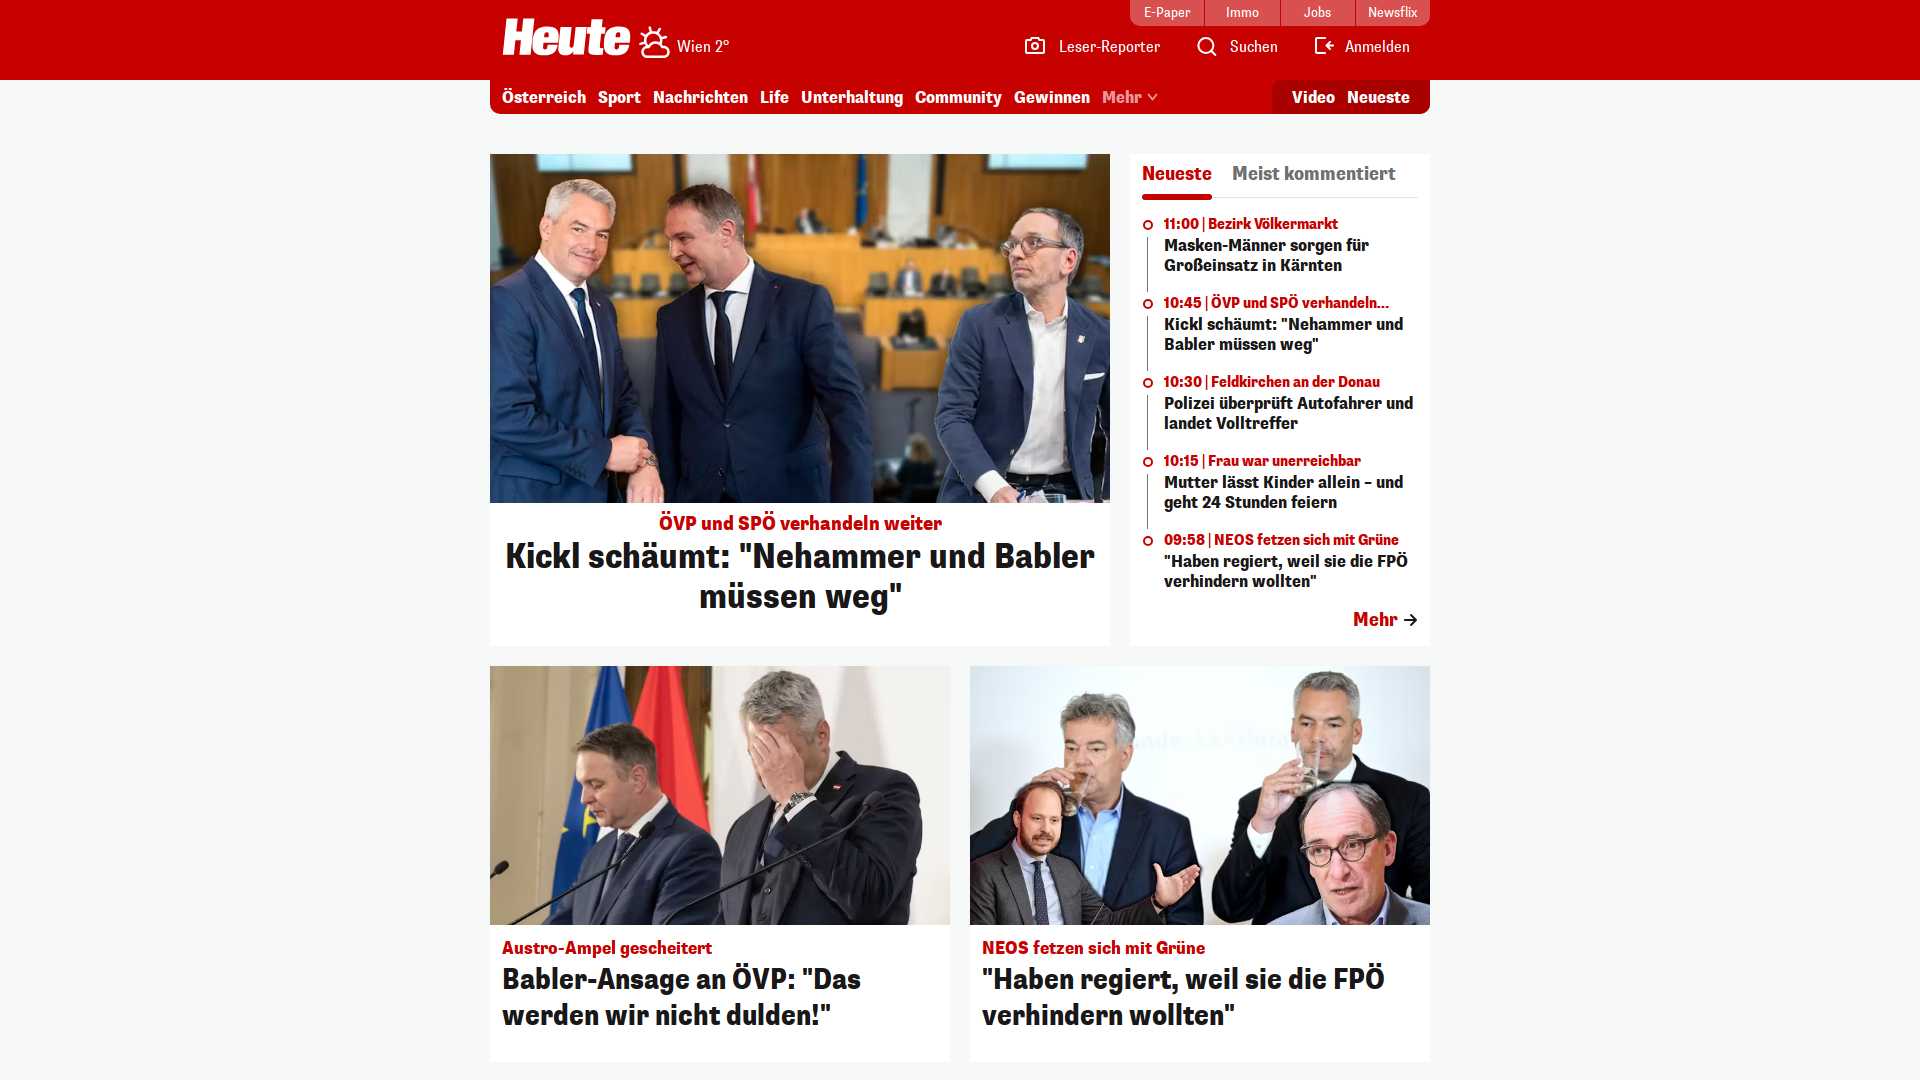 E-Paper
Immo
Jobs
Newsflix
Heute
Wien 2°
Leser-Reporter
Suchen
Anmelden
Österreich
Sport
Nachrichten
Life
Unterhaltung
Community
Gewinnen
Mehr
Video
Neueste
ÖVP und SPÖ verhandeln weiter
Kickl schäumt: "Nehammer und Babler
müssen weg"
Neueste
Meist kommentiert
11:00 | Bezirk Völkermarkt
Masken-Männer sorgen für
Großeinsatz in Kärnten
10:45 | ÖVP und SPÖ verhandeln...
Kickl schäumt: "Nehammer und
Babler müssen weg"
10:30 | Feldkirchen an der Donau
Polizei überprüft Autofahrer und
landet Volltreffer
10:15 | Frau war unerreichbar
Mutter lässt Kinder allein – und
geht 24 Stunden feiern
09:58 | NEOS fetzen sich mit Grüne
"Haben regiert, weil sie die FPÖ
verhindern wollten"
Mehr
Austro-Ampel gescheitert
Babler-Ansage an ÖVP: "Das
werden wir nicht dulden!"
NEOS fetzen sich mit Grüne
"Haben regiert, weil sie die FPÖ
verhindern wollten"